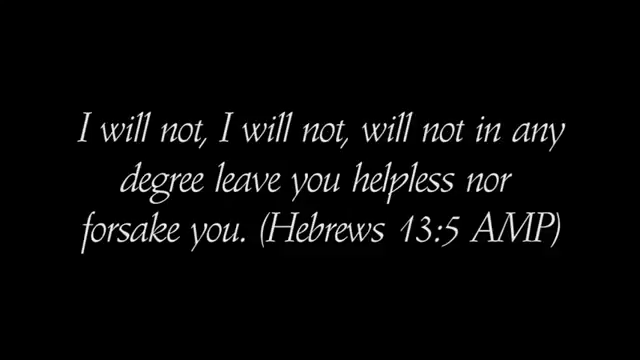 I will not, I will not, will not in any
degree leave you helpless nor
forsake you. (Hebrews 13:5 AMP)